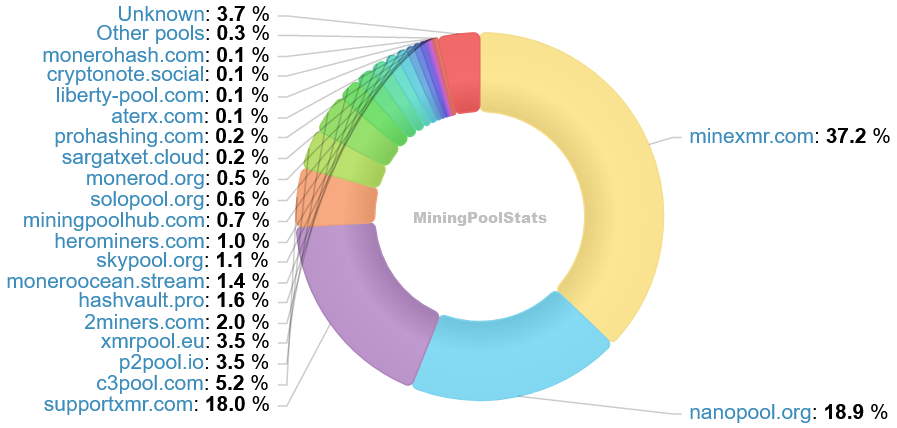 Unknown: 3.7 %
Other pools: 0.3 %
monerohash.com: 0.1 %
cryptonote.social: 0.1 %
liberty-pool.com: 0.1 %
aterx.com: 0.1 %
prohashing.com: 0.2 %
sargatxet.cloud: 0.2 %
monerod.org: 0.5 %
solopool.org: 0.6 %
miningpoolhub.com: 0.7 %
herominers.com: 1.0 %
skypool.org: 1.1 %
moneroocean.stream: 1.4 %
hashvault.pro: 1.6 %
2miners.com: 2.0 %
xmrpool.eu: 3.5 %
p2pool.io: 3.5 %
c3pool.com: 5.2 %
supportxmr.com: 18.0 %
MiningPoolStats
minexmr.com: 37.2 %
nanopool.org: 18.9 %